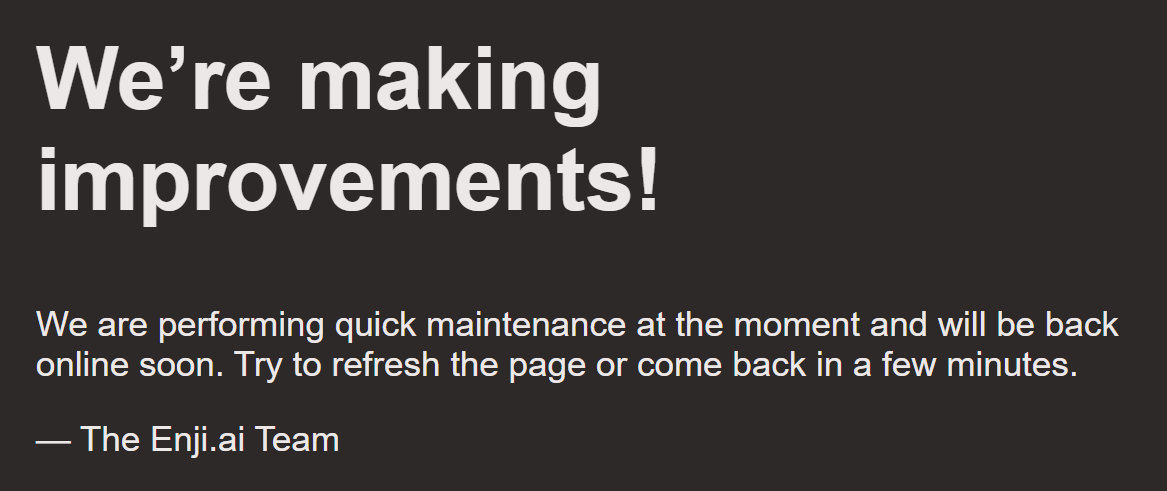 We’re making
improvements!
We are performing quick maintenance at the moment and will be back
online soon. Try to refresh the page or come back in a few minutes.
— The Enji.ai Team